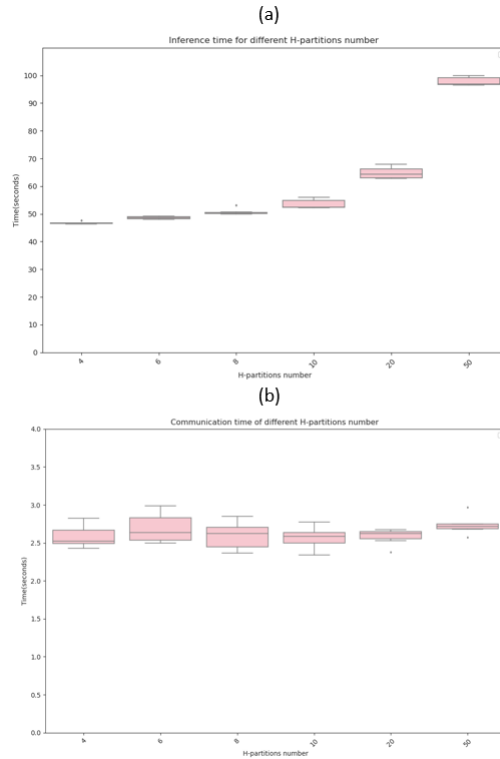 (a)
Inference time for different H-partitions number
100
90
80
70
60
50
40
30
20
10
0
Time(seconds)
4 6 8 10 20 50
H-partitions number
(b)
Communication time of different H-partitions number
4.0
3.5
3.0
2.5
2.0
1.5
1.0
0.5
0.0
Time(seconds)
4 6 8 10 20 50
H-partitions number